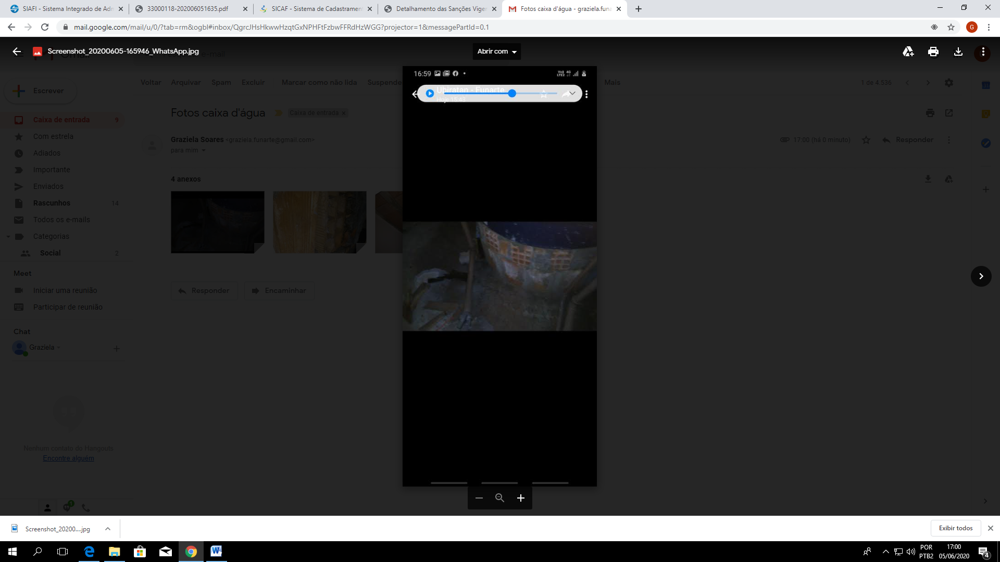 SIAFI - Sistema Integrado de Adr
33000118-202006051635.pdf
SICAF - Sistema de Cadastrament
Detalhamento das Sanções Viger
Fotos caixa d'água - graziela.funa
mail.google.com/mail/u/0/?tab=rm&ogbl#inbox/QgrcJHsHkwwHzqtGxNPHFtFzbwFFRdHzWGG?projector=1&messagePartId=0.1
G
Screenshot_20200605-165946_WhatsApp.jpg
e-mail
Abrir com
Escrever
Voltar
Arquivar
Spam
Excluir
Marcar como não lida
Suspende
Mais
1 de 4.536
16:59
Ubiratan - Funarte
Hoje 15:43
Fotos caixa d'água
Caixa de entrada
Graziela Soares <graziela.funarte@gmail.com>
para mim
17:00 (há 0 minuto)
Responder
4 anexos
Responder
Encaminhar
Caixa de entrada 9
Com estrela
Adiados
Importante
Enviados
Rascunhos 14
Todos os e-mails
Categorias
Social 2
Meet
Iniciar uma reunião
Participar de reunião
Chat
Graziela
Nenhum contato do Hangouts
Encontre alguém
1
Screenshot_20200....jpg
Exibir todos
POR
PTB2
17:00
05/06/2020
4